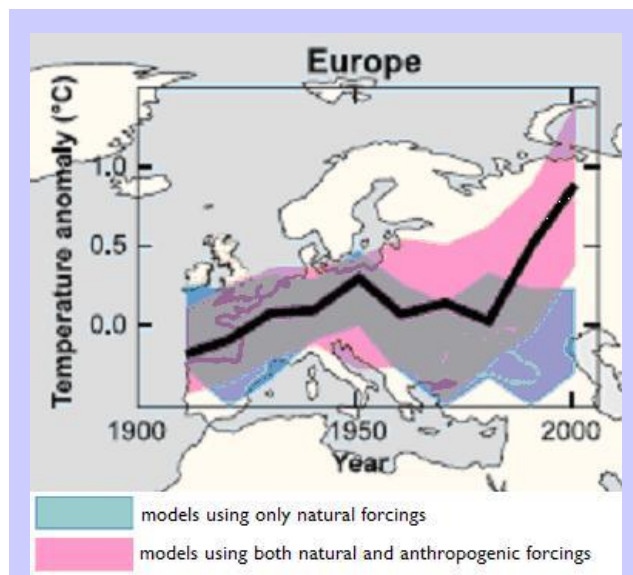 Europe
Temperature anomaly (°C)
1.0
0.5
0.0
1900 1950 2000
Year
models using only natural forcings
models using both natural and anthropogenic forcings